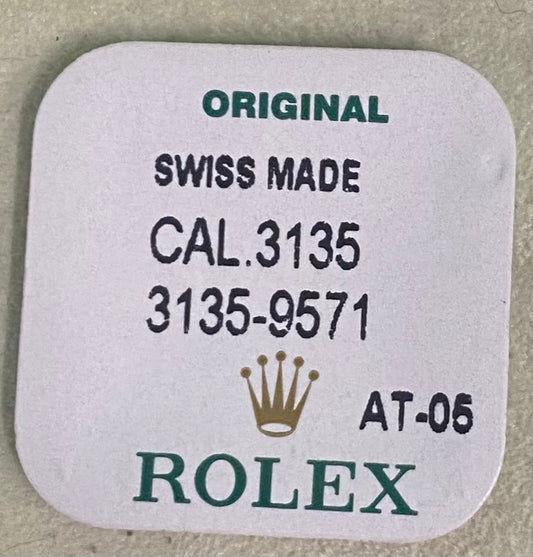 ORIGINAL
SWISS MADE
CAL.3135
3135-9571
AT-05
ROLEX